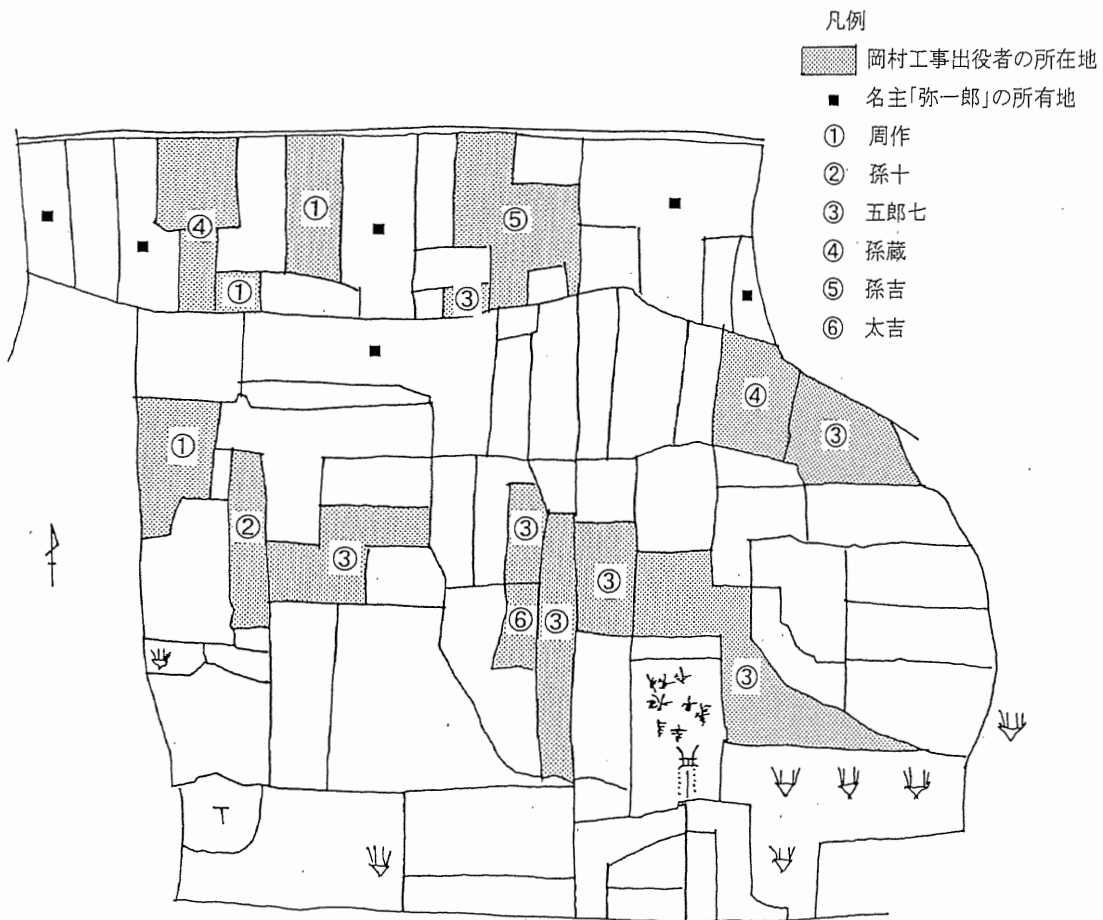 凡例
岡村工事出役者の所在地
■ 名主「弥一郎」の所有地
① 周作
② 孫十
③ 五郎七
④ 孫蔵
⑤ 孫吉
⑥ 太吉
④
①
⑤
①
③
④
③
①
②
③
③
③
③
⑥
③
T